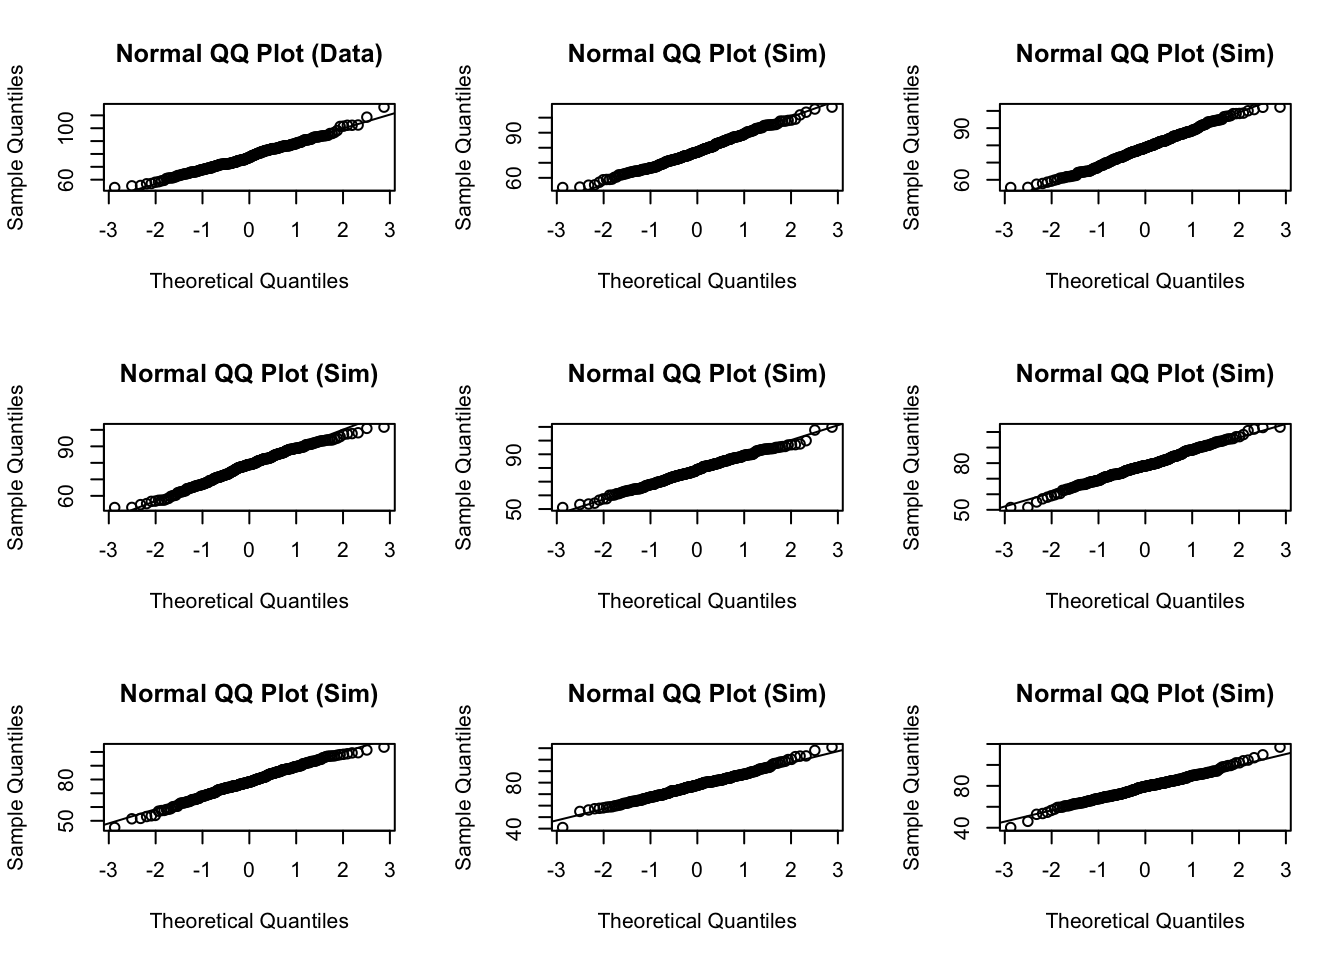 Normal QQ Plot (Data)
Sample Quantiles
60 100
-3 -2 -1 0 1 2 3
Theoretical Quantiles
Normal QQ Plot (Sim)
Sample Quantiles
60 90
-3 -2 -1 0 1 2 3
Theoretical Quantiles
Normal QQ Plot (Sim)
Sample Quantiles
60 90
-3 -2 -1 0 1 2 3
Theoretical Quantiles
Normal QQ Plot (Sim)
Sample Quantiles
60 90
-3 -2 -1 0 1 2 3
Theoretical Quantiles
Normal QQ Plot (Sim)
Sample Quantiles
50 90
-3 -2 -1 0 1 2 3
Theoretical Quantiles
Normal QQ Plot (Sim)
Sample Quantiles
50 80
-3 -2 -1 0 1 2 3
Theoretical Quantiles
Normal QQ Plot (Sim)
Sample Quantiles
50 80
-3 -2 -1 0 1 2 3
Theoretical Quantiles
Normal QQ Plot (Sim)
Sample Quantiles
40 80
-3 -2 -1 0 1 2 3
Theoretical Quantiles
Normal QQ Plot (Sim)
Sample Quantiles
40 80
-3 -2 -1 0 1 2 3
Theoretical Quantiles